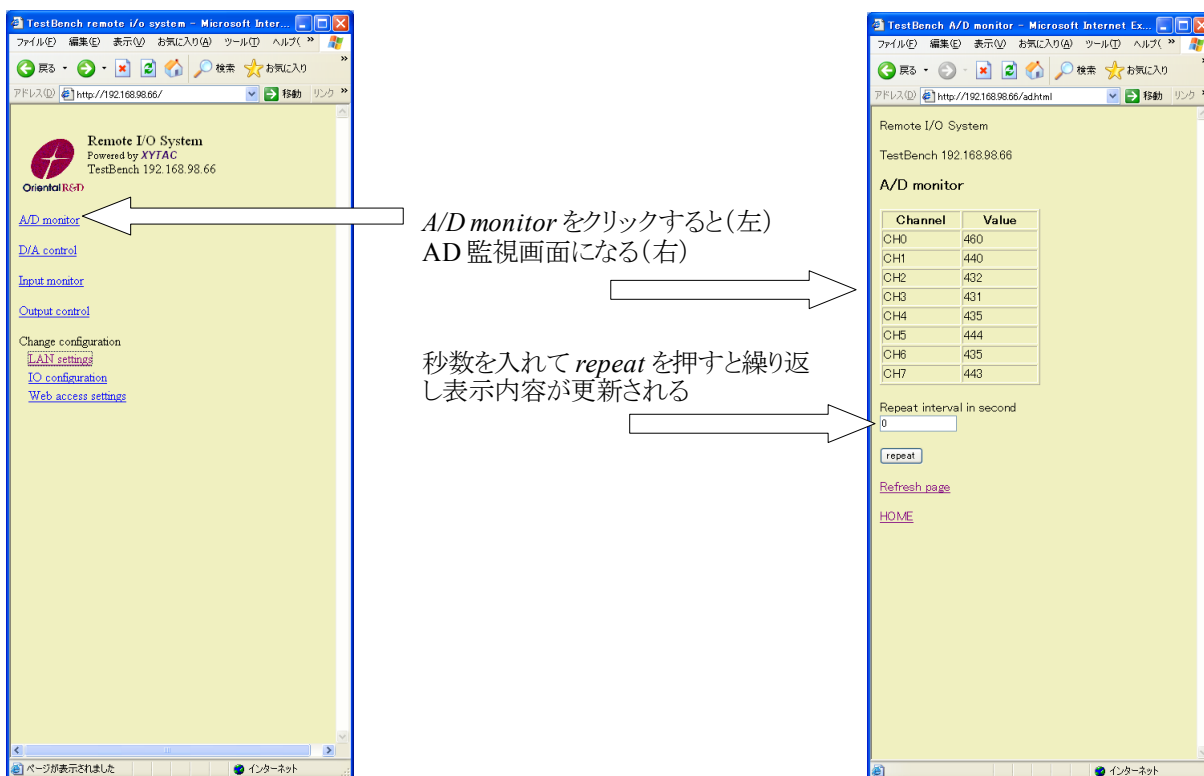 TestBench remote i/o system - Microsoft Inter...
ファイル(F) 編集(E) 表示(V) お気に入り(A) ツール(T) ヘルプ( »
戻る 検索 お気に入り »
アドレス(D) http://192.168.98.66/ 移動 リンク »
Remote I/O System
Powered by XYTAC
TestBench 192.168.98.66
Oriental R&D
A/D monitor
D/A control
Input monitor
Output control
Change configuration
LAN settings
IO configuration
Web access settings
ページが表示されました インターネット
A/D monitor をクリックすると(左)
AD 監視画面になる(右)
秒数を入れて repeat を押すと繰り返
し表示内容が更新される
TestBench A/D monitor - Microsoft Internet Ex...
ファイル(F) 編集(E) 表示(V) お気に入り(A) ツール(T) ヘルプ( »
戻る 検索 お気に入り »
アドレス(D) http://192.168.98.66/ad.html 移動 リンク »
Remote I/O System
TestBench 192.168.98.66
A/D monitor
Channel Value
CH0 460
CH1 440
CH2 432
CH3 431
CH4 435
CH5 444
CH6 435
CH7 443
Repeat interval in second
0
repeat
Refresh page
HOME
インターネット